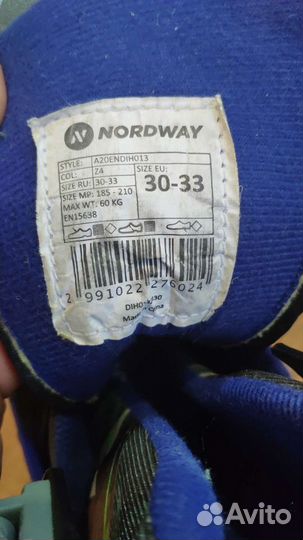 NORDWAY
STYLE: A20ENDIH013
COL: Z4
SIZE RU: 30-33
SIZE MP: 185 - 210
MAX WT: 60 KG
EN15638
SIZE EU:
30-33
2 991022 276024
Avito